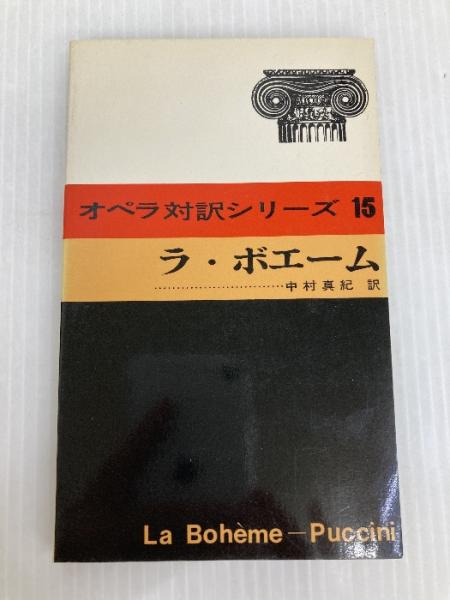 オペラ対訳シリーズ 15
ラ・ボエーム
……………………………中村真紀 訳
La Bohème—Puccini